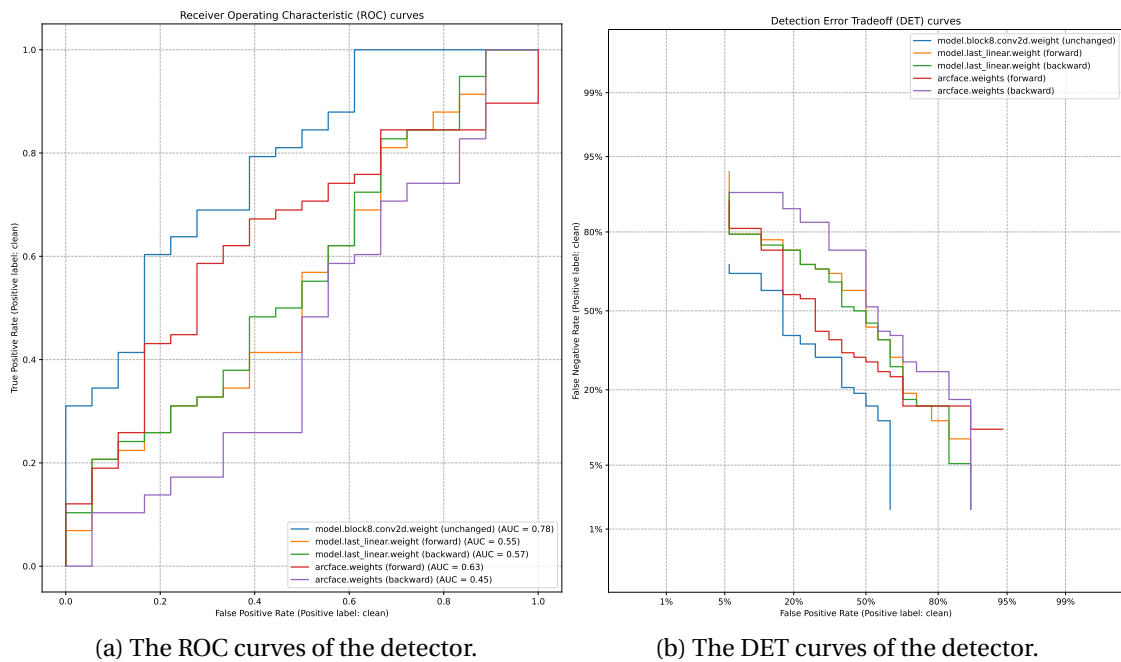 Receiver Operating Characteristic (ROC) curves
1.0
0.8
0.6
0.4
0.2
0.0
True Positive Rate (Positive label: clean)
model.block8.conv2d.weight (unchanged) (AUC = 0.78)
model.last_linear.weight (forward) (AUC = 0.55)
model.last_linear.weight (backward) (AUC = 0.57)
arcface.weights (forward) (AUC = 0.63)
arcface.weights (backward) (AUC = 0.45)
0.0 0.2 0.4 0.6 0.8 1.0
False Positive Rate (Positive label: clean)
(a) The ROC curves of the detector.
Detection Error Tradeoff (DET) curves
model.block8.conv2d.weight (unchanged)
model.last_linear.weight (forward)
model.last_linear.weight (backward)
arcface.weights (forward)
arcface.weights (backward)
99%
95%
80%
50%
20%
5%
1%
False Negative Rate (Positive label: clean)
1% 5% 20% 50% 80% 95% 99%
False Positive Rate (Positive label: clean)
(b) The DET curves of the detector.